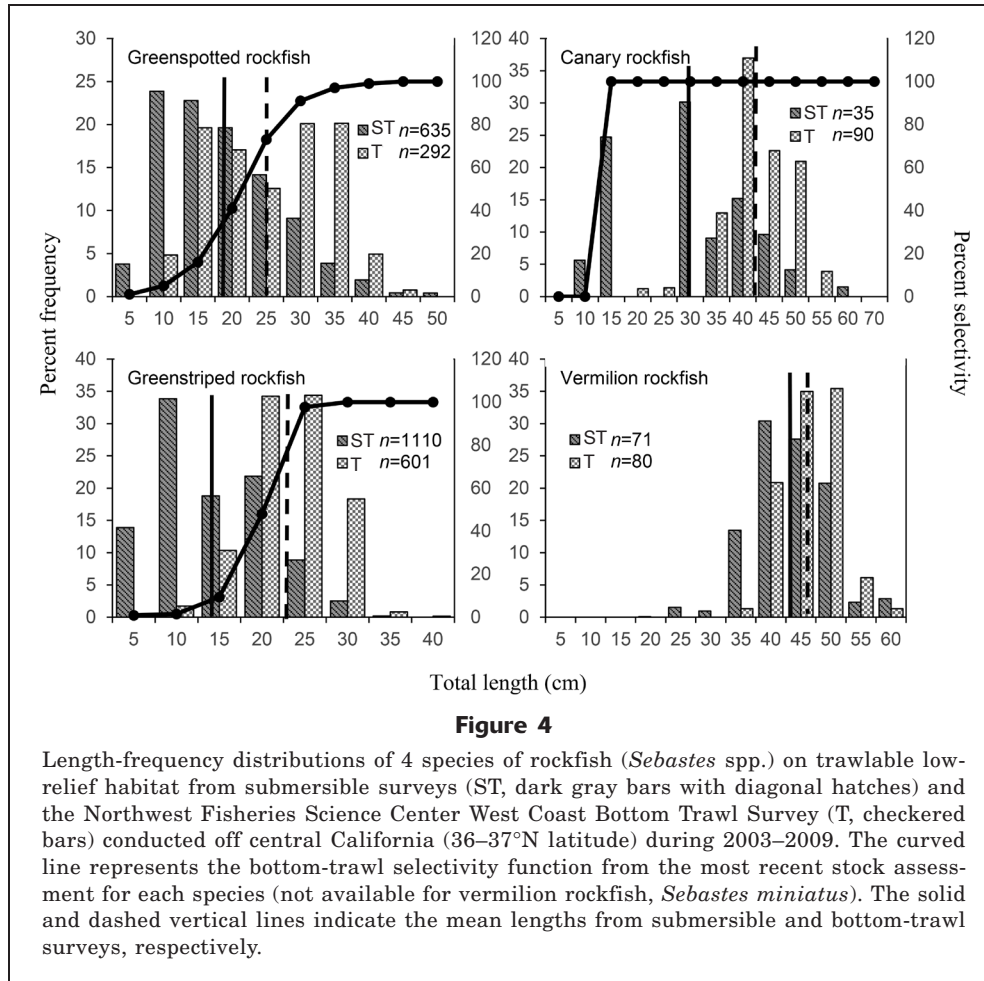 Greenspotted rockfish
30
25
20
15
10
5
0
120
100
80
60
40
20
0
ST n=635
T n=292
5 10 15 20 25 30 35 40 45 50
Canary rockfish
40
35
30
25
20
15
10
5
0
120
100
80
60
40
20
0
ST n=35
T n=90
5 10 15 20 25 30 35 40 45 50 55 60 70
Percent frequency
Percent selectivity
Greenstriped rockfish
40
35
30
25
20
15
10
5
0
120
100
80
60
40
20
0
ST n=1110
T n=601
5 10 15 20 25 30 35 40
Vermilion rockfish
40
35
30
25
20
15
10
5
0
ST n=71
T n=80
5 10 15 20 25 30 35 40 45 50 55 60
Total length (cm)
Figure 4
Length-frequency distributions of 4 species of rockfish (Sebastes spp.) on trawlable low-
relief habitat from submersible surveys (ST, dark gray bars with diagonal hatches) and
the Northwest Fisheries Science Center West Coast Bottom Trawl Survey (T, checkered
bars) conducted off central California (36–37°N latitude) during 2003–2009. The curved
line represents the bottom-trawl selectivity function from the most recent stock assess-
ment for each species (not available for vermilion rockfish, Sebastes miniatus). The solid
and dashed vertical lines indicate the mean lengths from submersible and bottom-trawl
surveys, respectively.